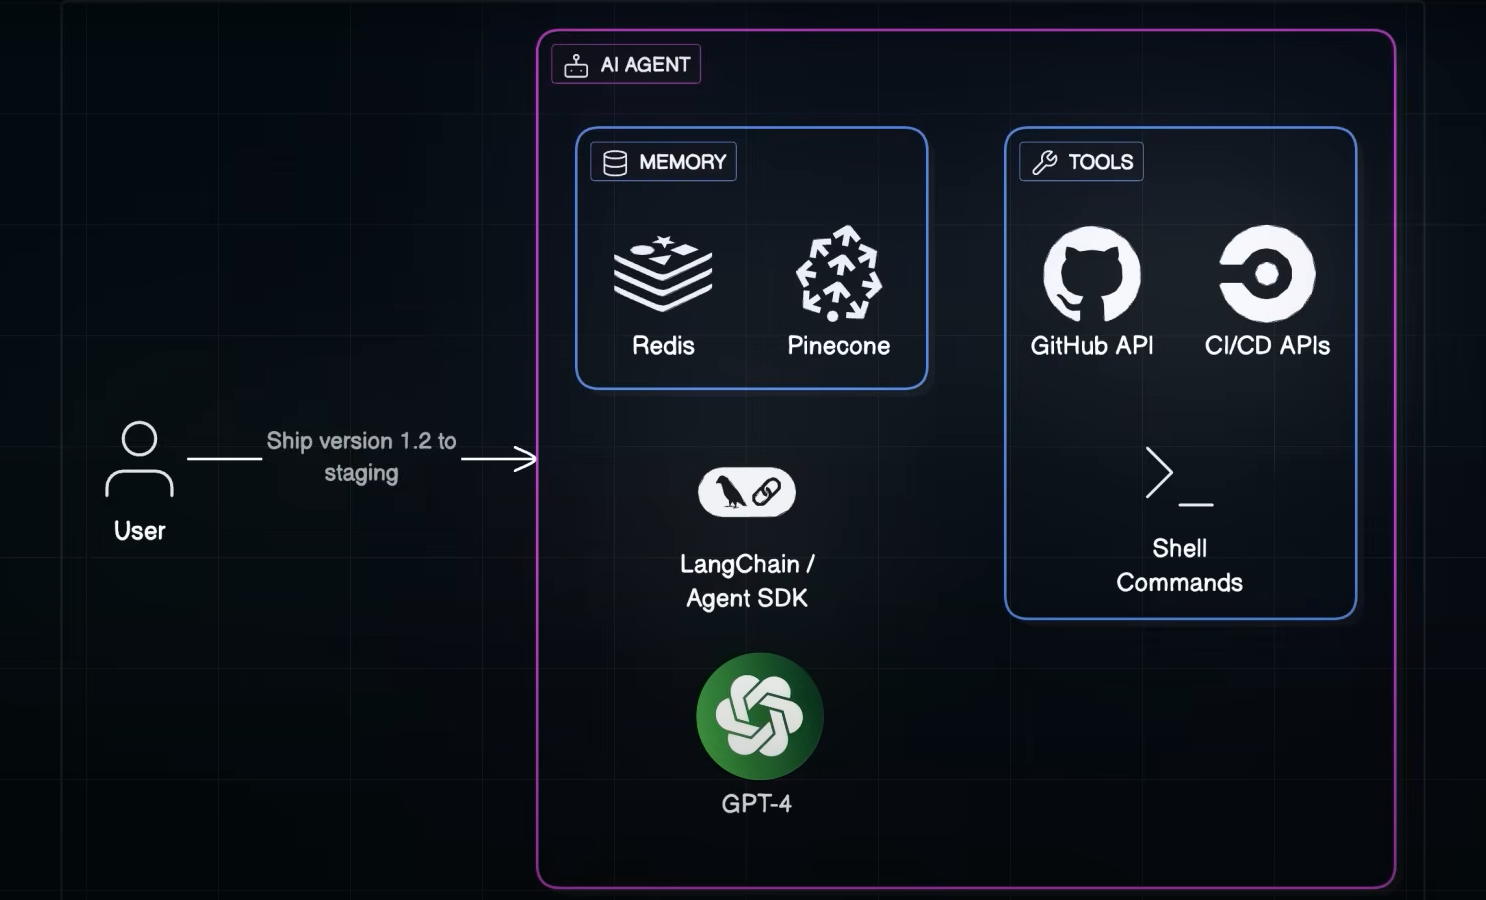 AI AGENT
MEMORY
TOOLS
Redis
Pinecone
GitHub API
CI/CD APIs
Ship version 1.2 to
staging
User
LangChain /
Agent SDK
Shell
Commands
GPT-4